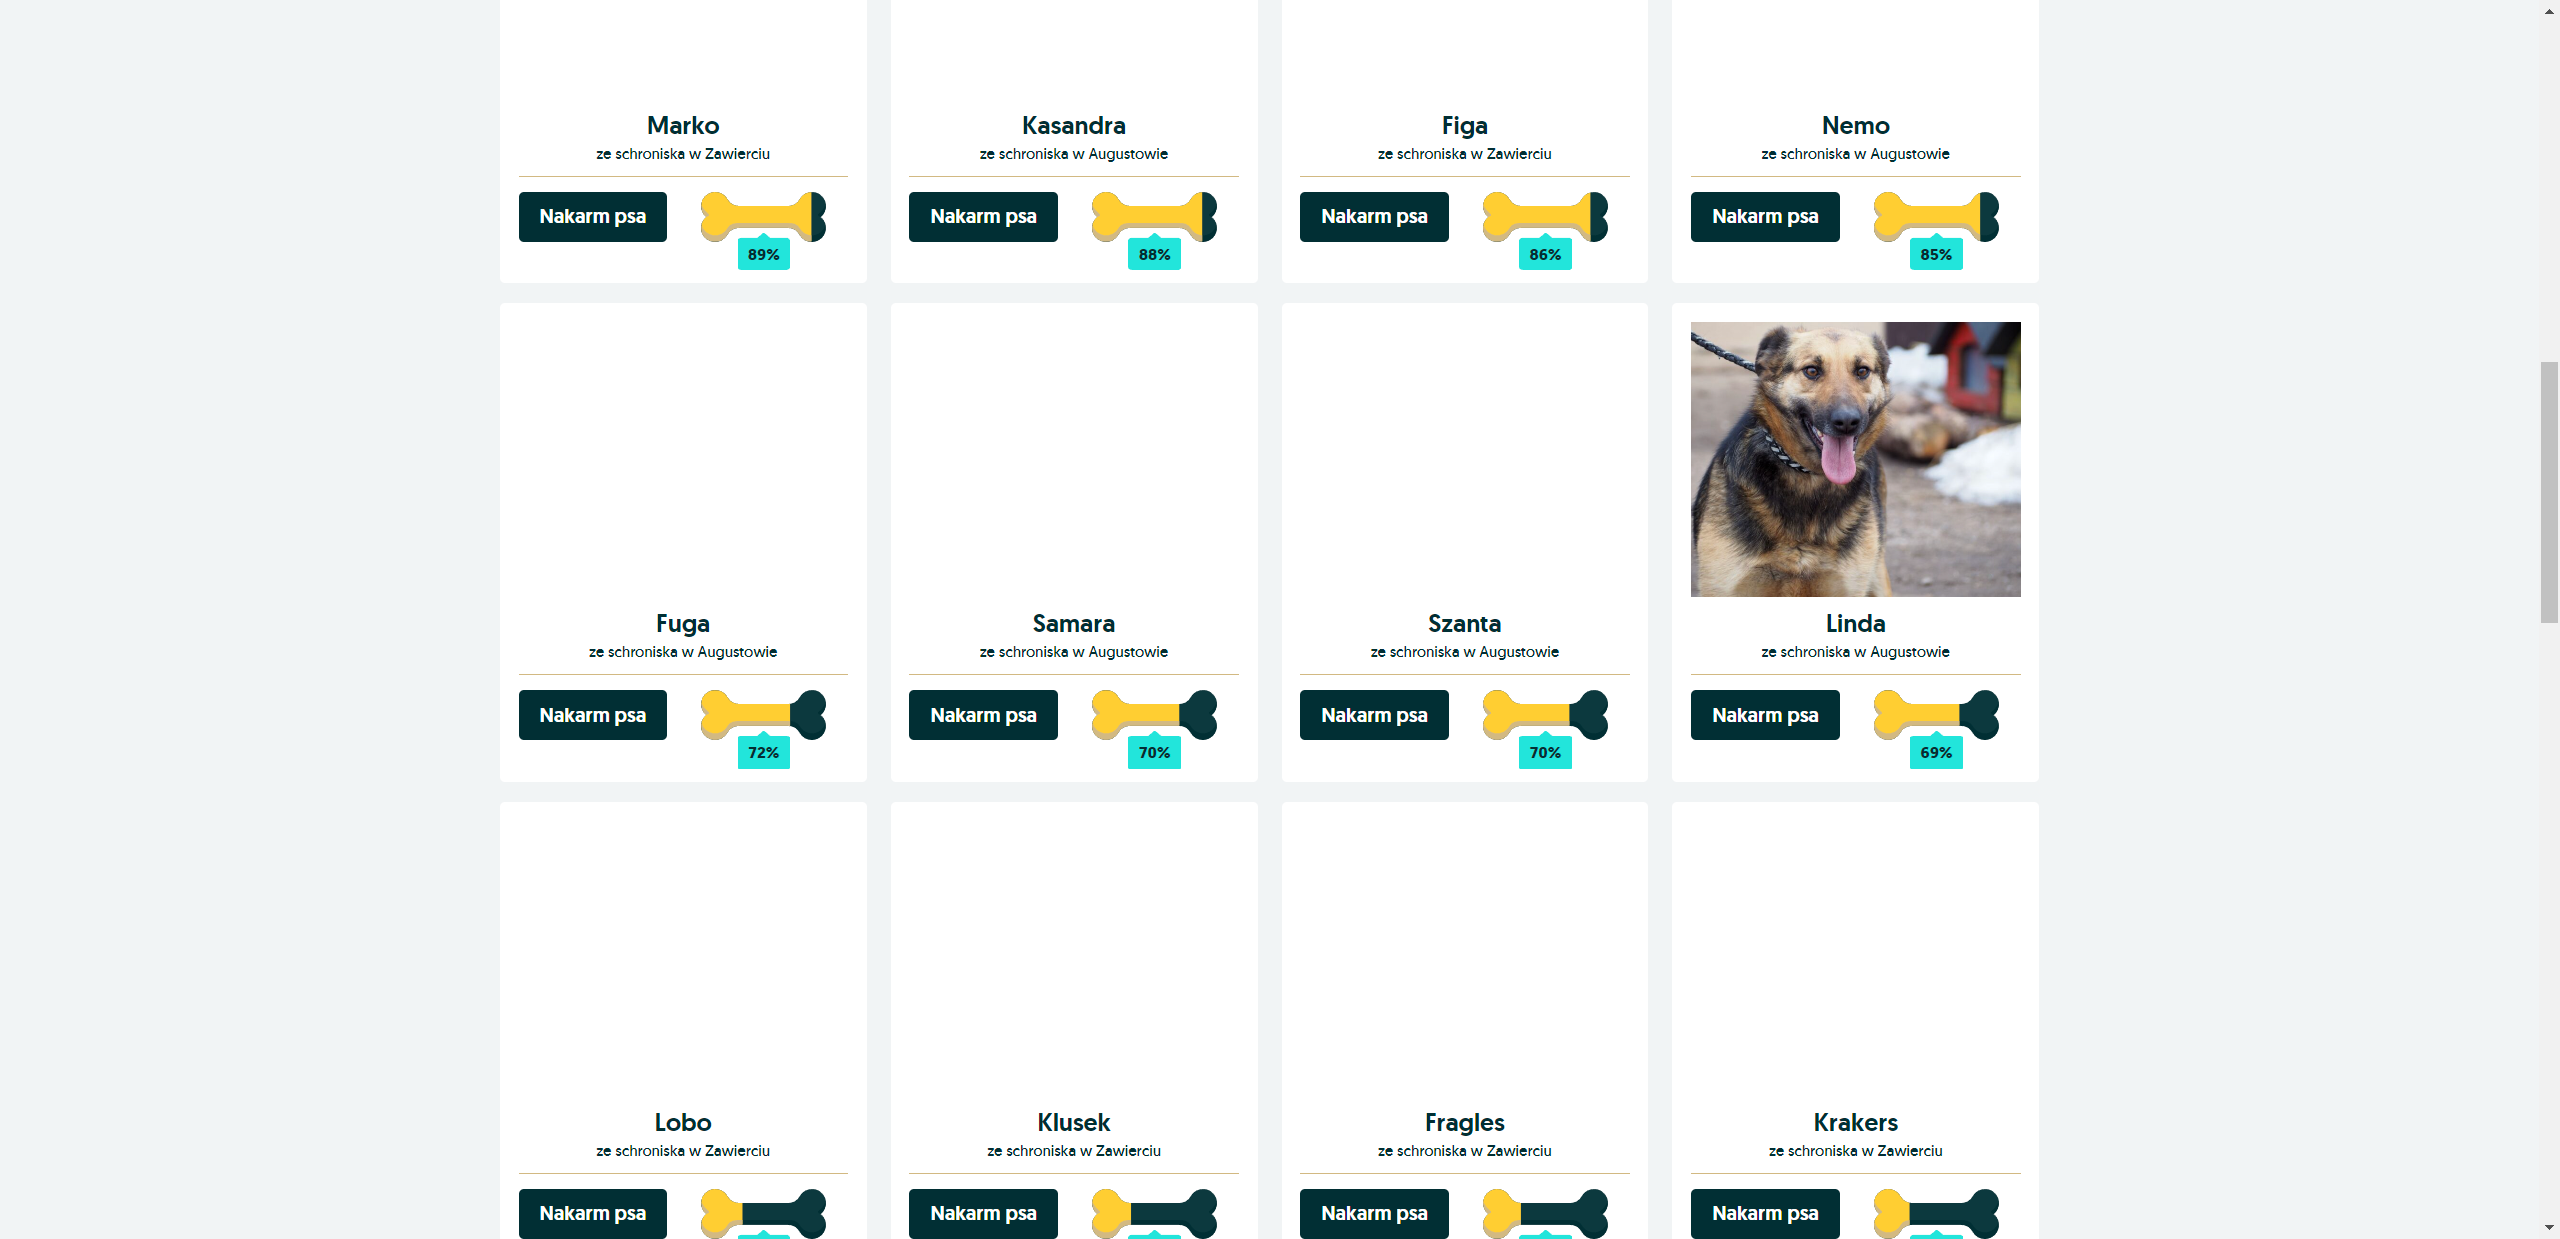 Marko
ze schroniska w Zawierciu
Nakarm psa
89%
Kasandra
ze schroniska w Augustowie
Nakarm psa
88%
Figa
ze schroniska w Zawierciu
Nakarm psa
86%
Nemo
ze schroniska w Augustowie
Nakarm psa
85%
Fuga
ze schroniska w Augustowie
Nakarm psa
72%
Samara
ze schroniska w Augustowie
Nakarm psa
70%
Szanta
ze schroniska w Augustowie
Nakarm psa
70%
Linda
ze schroniska w Augustowie
Nakarm psa
69%
Lobo
ze schroniska w Zawierciu
Nakarm psa
Klusek
ze schroniska w Zawierciu
Nakarm psa
Fragles
ze schroniska w Zawierciu
Nakarm psa
Krakers
ze schroniska w Zawierciu
Nakarm psa